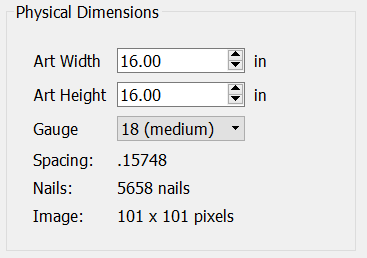 Physical Dimensions
Art Width 16.00 in
Art Height 16.00 in
Gauge 18 (medium)
Spacing: .15748
Nails: 5658 nails
Image: 101 x 101 pixels